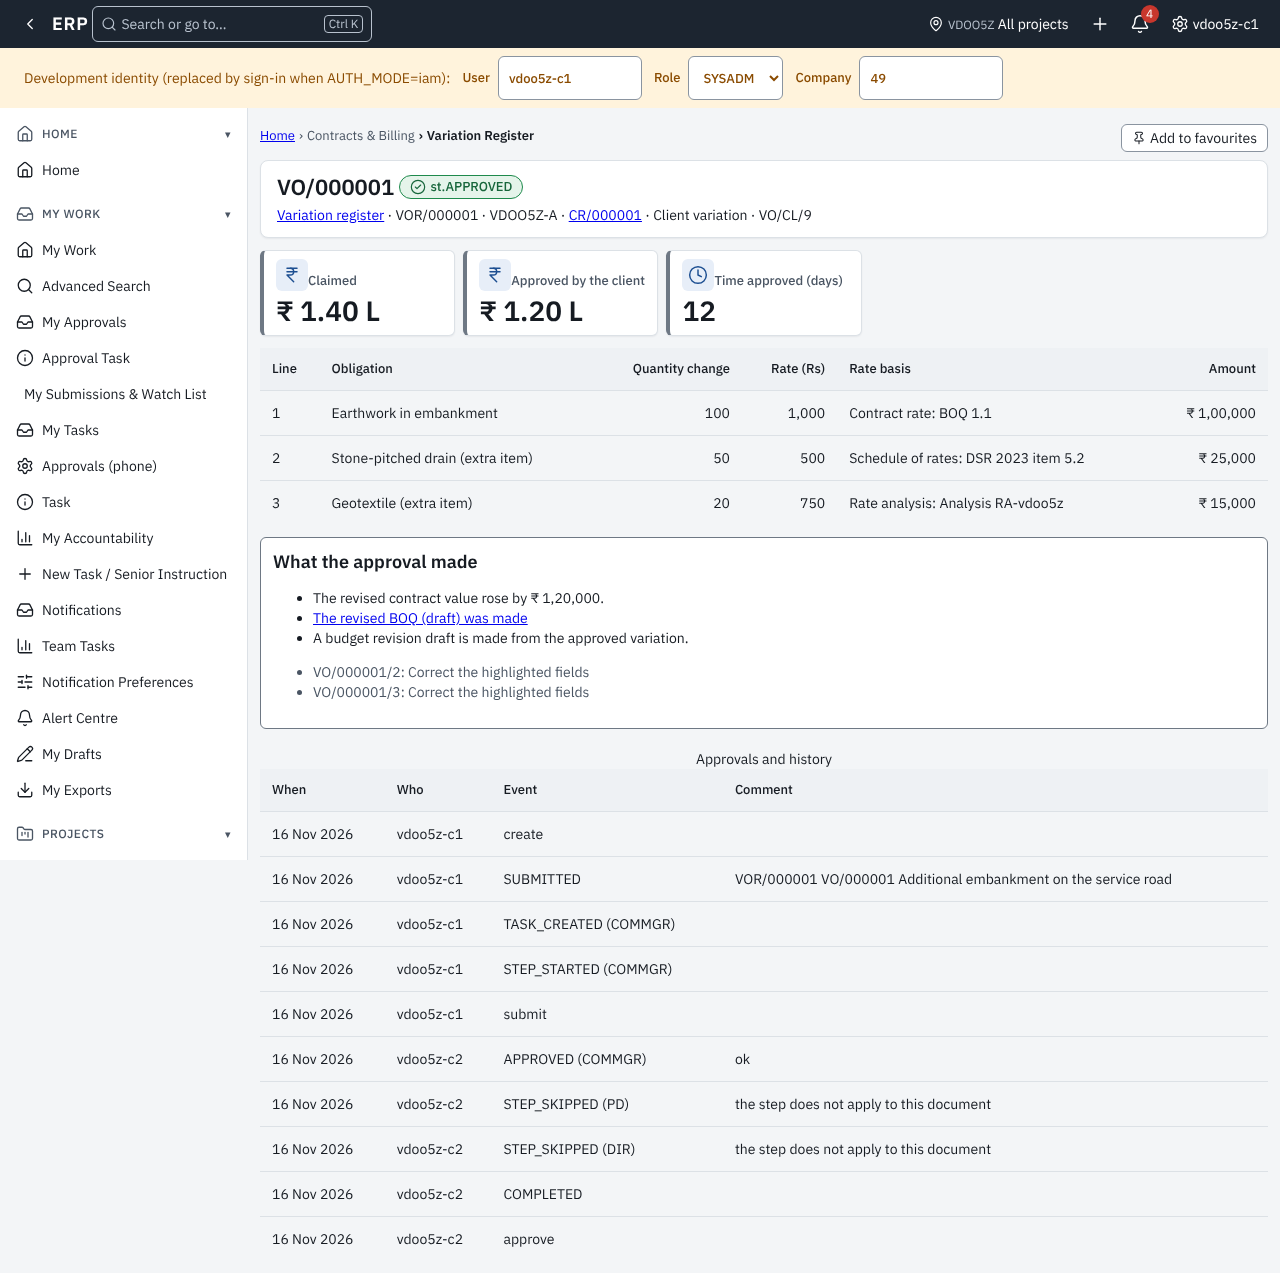 ERP
Search or go to...
Ctrl K
VDOO5Z All projects
4
vdoo5z-c1
Development identity (replaced by sign-in when AUTH_MODE=iam):
User
vdoo5z-c1
Role
SYSADM
Company
49
HOME
Home
MY WORK
My Work
Advanced Search
My Approvals
Approval Task
My Submissions & Watch List
My Tasks
Approvals (phone)
Task
My Accountability
New Task / Senior Instruction
Notifications
Team Tasks
Notification Preferences
Alert Centre
My Drafts
My Exports
PROJECTS
Home › Contracts & Billing › Variation Register
Add to favourites
VO/000001 st.APPROVED
Variation register · VOR/000001 · VDOO5Z-A · CR/000001 · Client variation · VO/CL/9
₹ Claimed
₹ 1.40 L
₹ Approved by the client
₹ 1.20 L
Time approved (days)
12
Line Obligation Quantity change Rate (Rs) Rate basis Amount
1 Earthwork in embankment 100 1,000 Contract rate: BOQ 1.1 ₹ 1,00,000
2 Stone-pitched drain (extra item) 50 500 Schedule of rates: DSR 2023 item 5.2 ₹ 25,000
3 Geotextile (extra item) 20 750 Rate analysis: Analysis RA-vdoo5z ₹ 15,000
What the approval made
• The revised contract value rose by ₹ 1,20,000.
• The revised BOQ (draft) was made
• A budget revision draft is made from the approved variation.
• VO/000001/2: Correct the highlighted fields
• VO/000001/3: Correct the highlighted fields
Approvals and history
When Who Event Comment
16 Nov 2026 vdoo5z-c1 create
16 Nov 2026 vdoo5z-c1 SUBMITTED VOR/000001 VO/000001 Additional embankment on the service road
16 Nov 2026 vdoo5z-c1 TASK_CREATED (COMMGR)
16 Nov 2026 vdoo5z-c1 STEP_STARTED (COMMGR)
16 Nov 2026 vdoo5z-c1 submit
16 Nov 2026 vdoo5z-c2 APPROVED (COMMGR) ok
16 Nov 2026 vdoo5z-c2 STEP_SKIPPED (PD) the step does not apply to this document
16 Nov 2026 vdoo5z-c2 STEP_SKIPPED (DIR) the step does not apply to this document
16 Nov 2026 vdoo5z-c2 COMPLETED
16 Nov 2026 vdoo5z-c2 approve